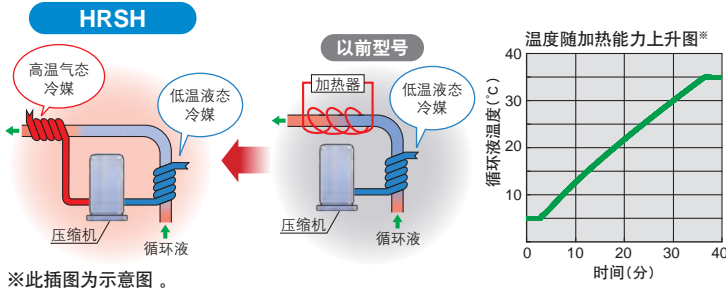 HRSH
高温气态
冷媒
低温液态
冷媒
压缩机
循环液
※此插图为示意图 。
以前型号
加热器
低温液态
冷媒
压缩机
循环液
温度随加热能力上升图※
循环液温度(℃)
40
30
20
10
0 10 20 30 40
时间(分)